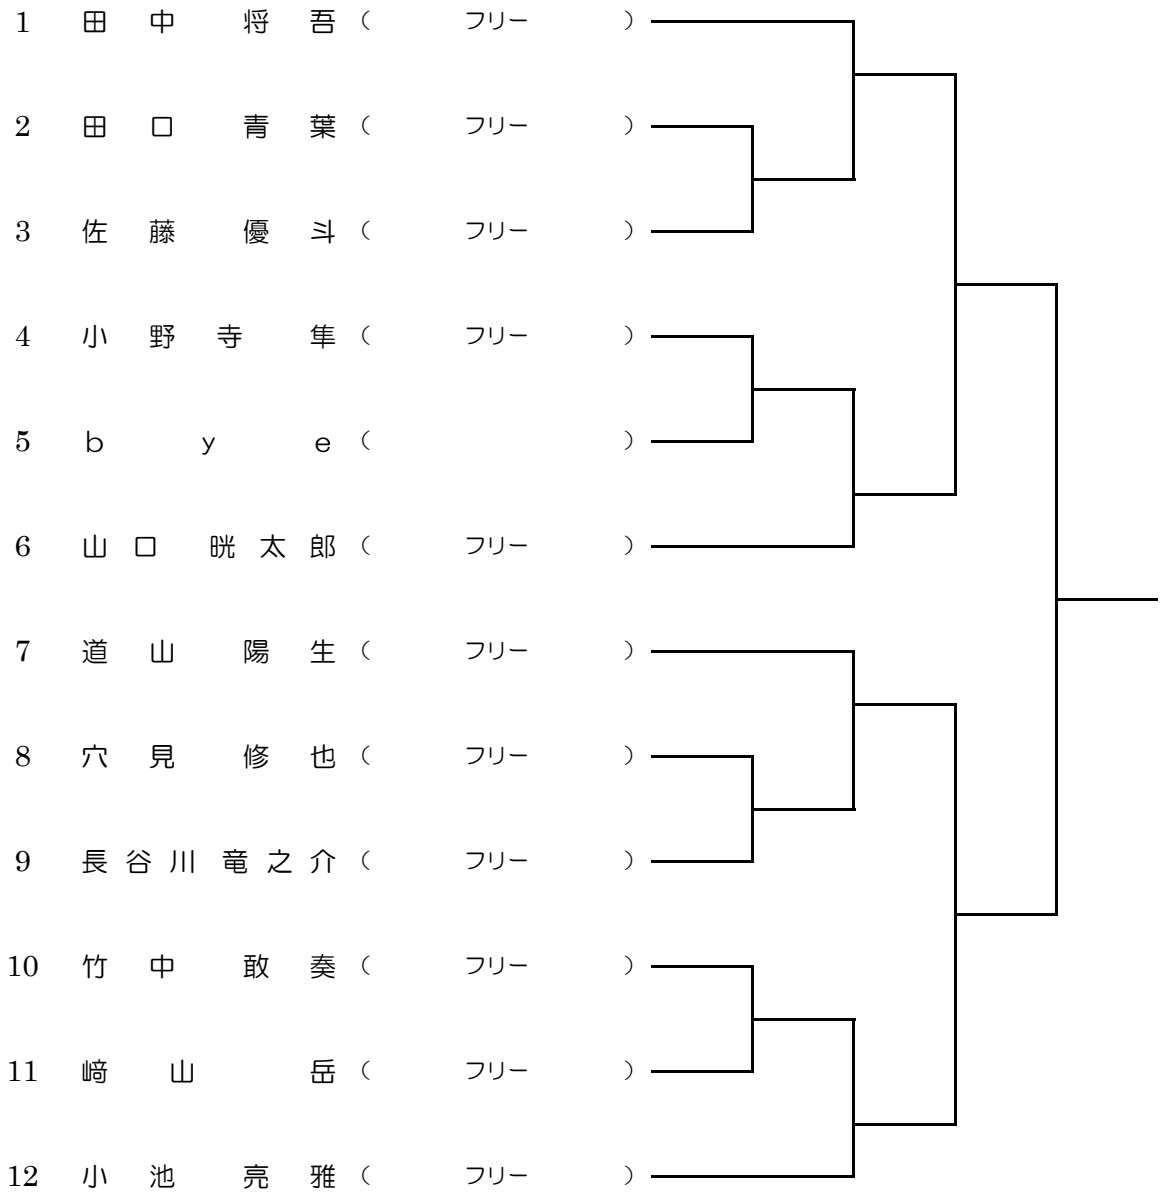 1 田中 将吾（ フリー ）
2 田口 青葉（ フリー ）
3 佐藤 優斗（ フリー ）
4 小野寺 隼（ フリー ）
5 ｂｙｅ（ ）
6 山口 晄太郎（ フリー ）
7 道山 陽生（ フリー ）
8 穴見 修也（ フリー ）
9 長谷川 竜之介（ フリー ）
10 竹中 敢奏（ フリー ）
11 﨑山 岳（ フリー ）
12 小池 亮雅（ フリー ）